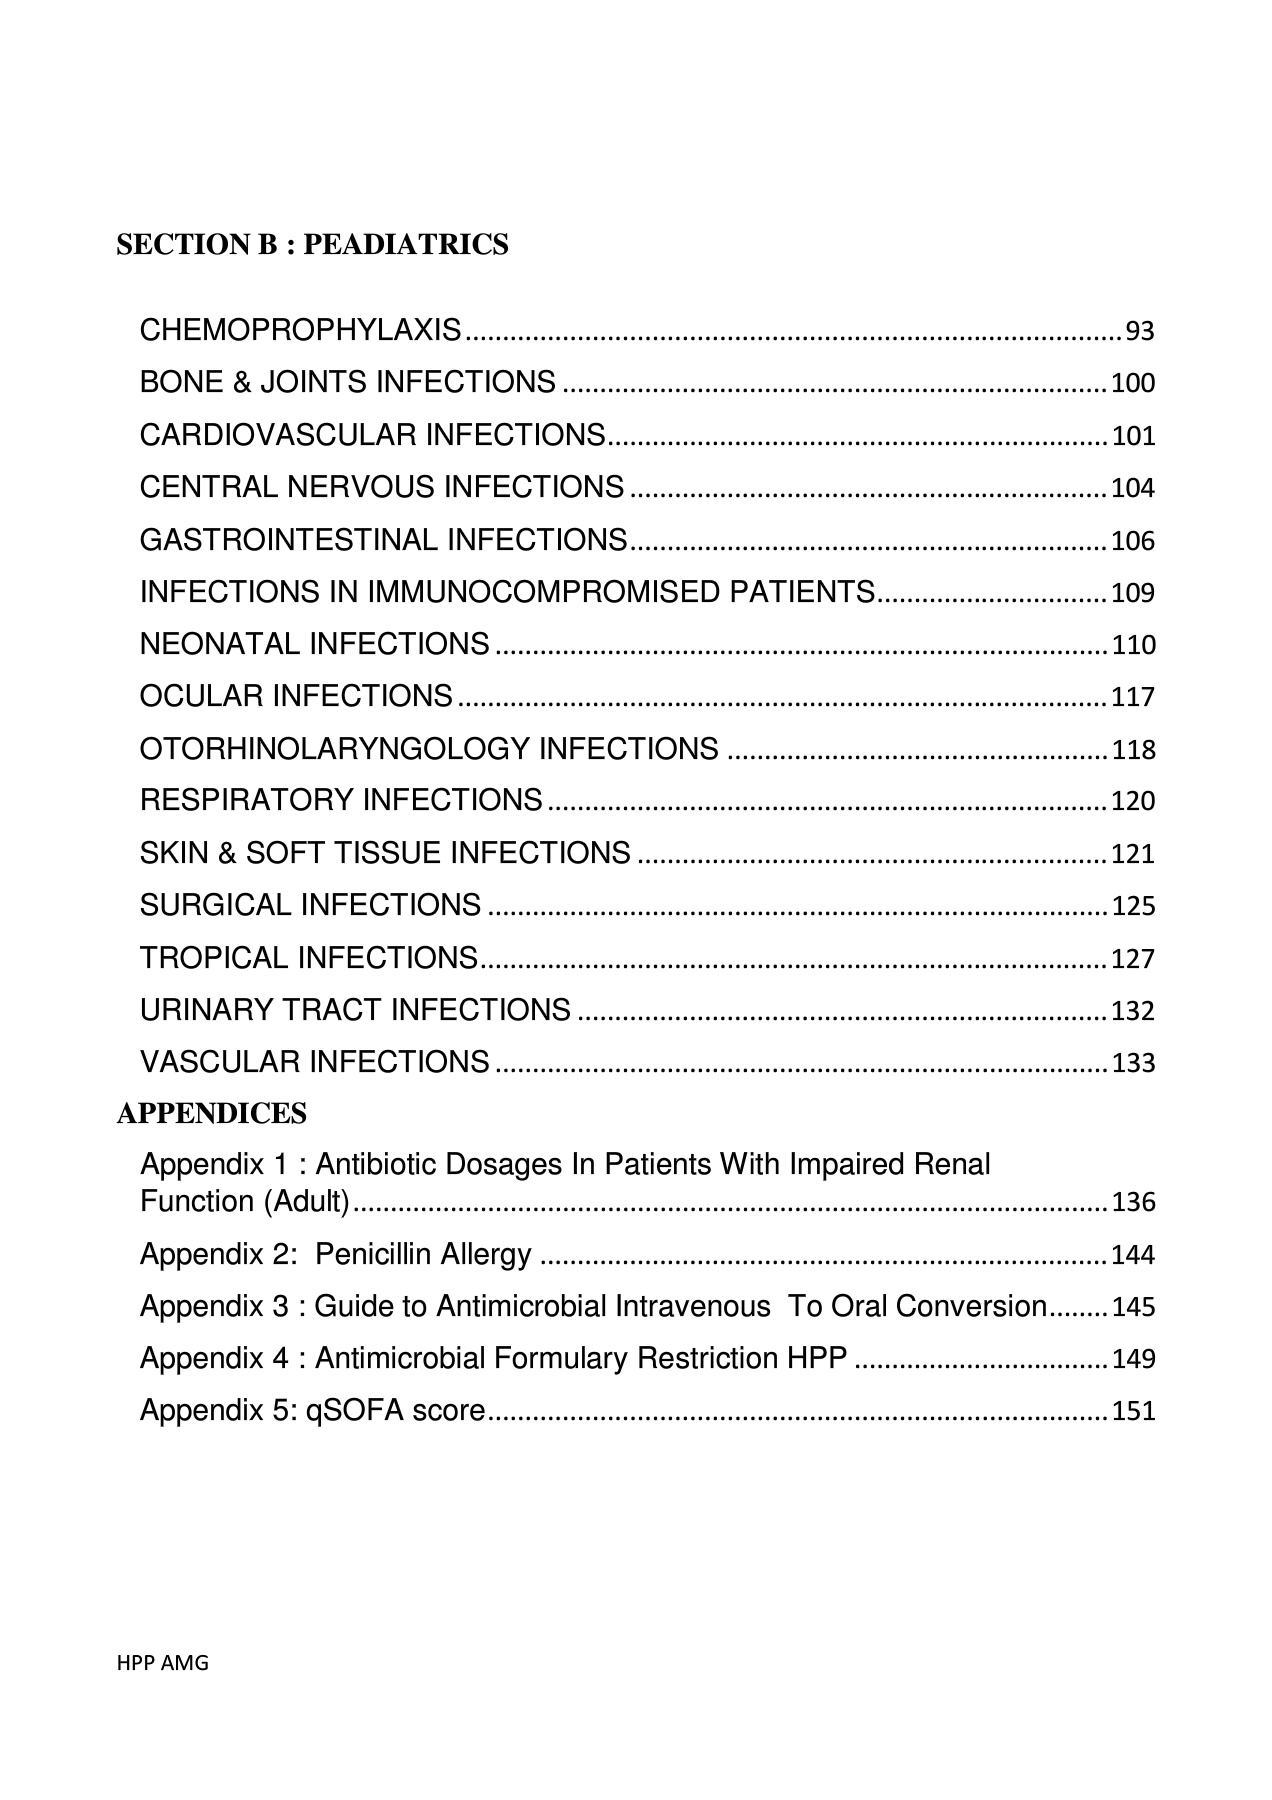 SECTION B : PEADIATRICS
CHEMOPROPHYLAXIS........................................................................................93
BONE & JOINTS INFECTIONS.........................................................................100
CARDIOVASCULAR INFECTIONS...................................................................101
CENTRAL NERVOUS INFECTIONS................................................................104
GASTROINTESTINAL INFECTIONS................................................................106
INFECTIONS IN IMMUNOCOMPROMISED PATIENTS...............................109
NEONATAL INFECTIONS..................................................................................110
OCULAR INFECTIONS.......................................................................................117
OTORHINOLARYNGOLOGY INFECTIONS...................................................118
RESPIRATORY INFECTIONS...........................................................................120
SKIN & SOFT TISSUE INFECTIONS...............................................................121
SURGICAL INFECTIONS...................................................................................125
TROPICAL INFECTIONS....................................................................................127
URINARY TRACT INFECTIONS.......................................................................132
VASCULAR INFECTIONS..................................................................................133
APPENDICES
Appendix 1 : Antibiotic Dosages In Patients With Impaired Renal
Function (Adult).....................................................................................................136
Appendix 2:  Penicillin Allergy............................................................................144
Appendix 3 : Guide to Antimicrobial Intravenous  To Oral Conversion........145
Appendix 4 : Antimicrobial Formulary Restriction HPP..................................149
Appendix 5: qSOFA score...................................................................................151
HPP AMG